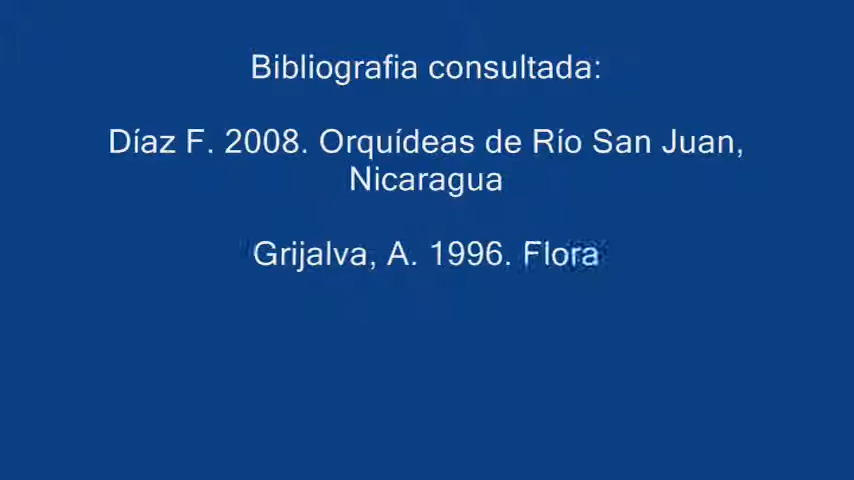 Bibliografia consultada:
Díaz F. 2008. Orquídeas de Río San Juan,
Nicaragua
Grijalva, A. 1996. Flora